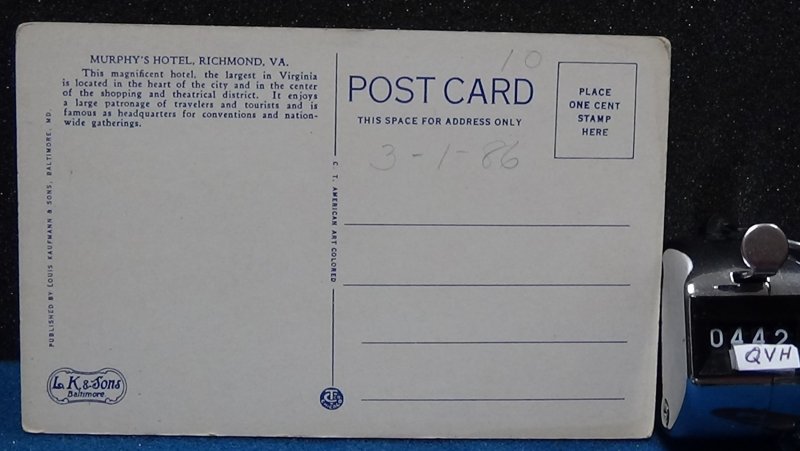 MURPHY'S HOTEL, RICHMOND, VA.
This magnificent hotel, the largest in Virginia
is located in the heart of the city and in the center
of the shopping and theatrical district. It enjoys
a large patronage of travelers and tourists and is
famous as headquarters for conventions and nation-
wide gatherings.
PUBLISHED BY LOUIS KAUFMANN & SONS, BALTIMORE, MD.
L. K. & Sons
Baltimore
C. T. AMERICAN ART COLORED
10
POST CARD
THIS SPACE FOR ADDRESS ONLY
3-1-86
PLACE
ONE CENT
STAMP
HERE
0442
QVH